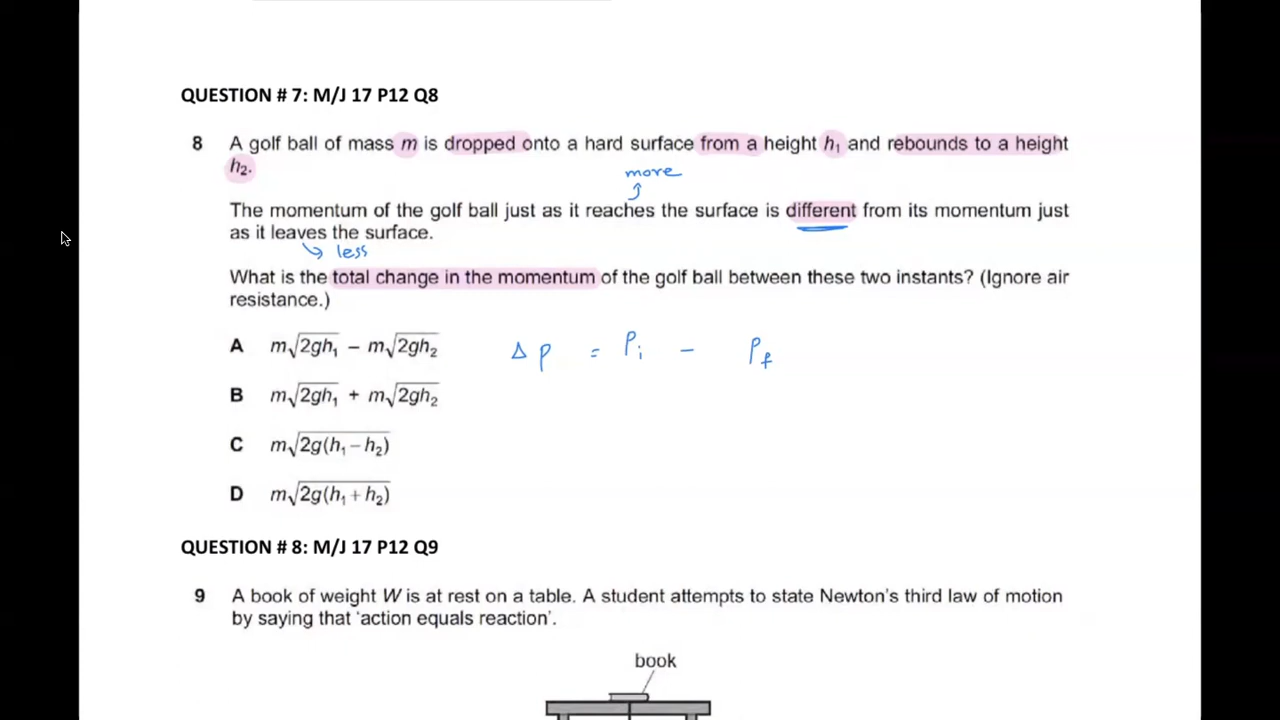 QUESTION # 7: M/J 17 P12 Q8
8 A golf ball of mass m is dropped onto a hard surface from a height h₁ and rebounds to a height
h₂.
more
The momentum of the golf ball just as it reaches the surface is different from its momentum just
as it leaves the surface.
less
What is the total change in the momentum of the golf ball between these two instants? (Ignore air
resistance.)
A m√2gh₁ − m√2gh₂ Δp = Pᵢ − P_f
B m√2gh₁ + m√2gh₂
C m√2g(h₁ − h₂)
D m√2g(h₁ + h₂)
QUESTION # 8: M/J 17 P12 Q9
9 A book of weight W is at rest on a table. A student attempts to state Newton's third law of motion
by saying that 'action equals reaction'.
book